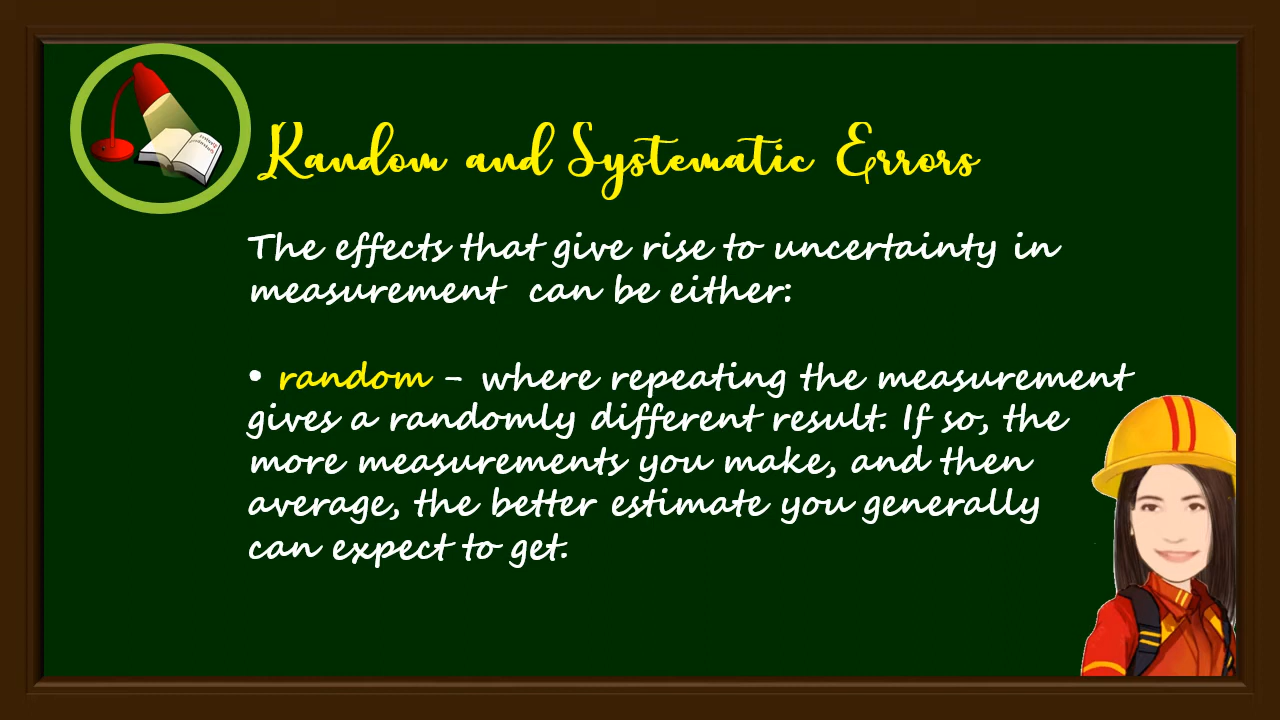 Random and Systematic Errors
The effects that give rise to uncertainty in
measurement can be either:
• random - where repeating the measurement
gives a randomly different result. If so, the
more measurements you make, and then
average, the better estimate you generally
can expect to get.